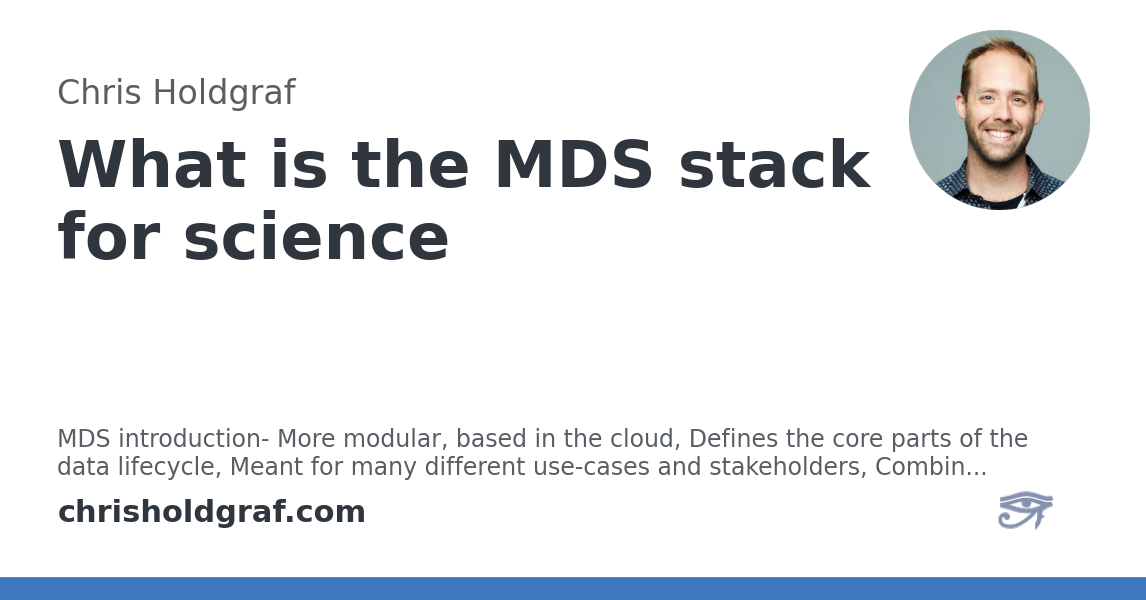 Chris Holdgraf
What is the MDS stack
for science
MDS introduction- More modular, based in the cloud, Defines the core parts of the
data lifecycle, Meant for many different use-cases and stakeholders, Combin...
chrisholdgraf.com